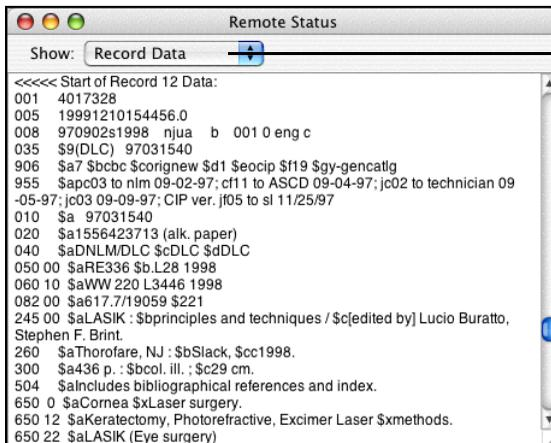 Remote Status
Show: Record Data
<<<<< Start of Record 12 Data:
001 4017328
005 19991210154456.0
008 970902s1998 njua b 001 0 eng c
035 $9(DLC) 97031540
906 $a7 $bcbc $corignew $d1 $eocip $f19 $gy-gencatlg
955 $apc03 to nlm 09-02-97; cf11 to ASCD 09-04-97; jc02 to technician 09
-05-97; jc03 09-09-97; CIP ver. jf05 to sl 11/25/97
010 $a 97031540
020 $a1556423713 (alk. paper)
040 $aDNLM/DLC $cDLC $dDLC
050 00 $aRE336 $b.L28 1998
060 10 $aWW 220 L3446 1998
082 00 $a617.7/19059 $221
245 00 $aLASIK : $bprinciples and techniques / $c[edited by] Lucio Buratto,
Stephen F. Brint.
260 $aThorofare, NJ : $bSlack, $cc1998.
300 $a436 p. : $bcol. ill. ; $c29 cm.
504 $aIncludes bibliographical references and index.
650 0 $aCornea $xLaser surgery.
650 12 $aKeratectomy, Photorefractive, Excimer Laser $xmethods.
650 22 $aLASIK (Eye surgery)